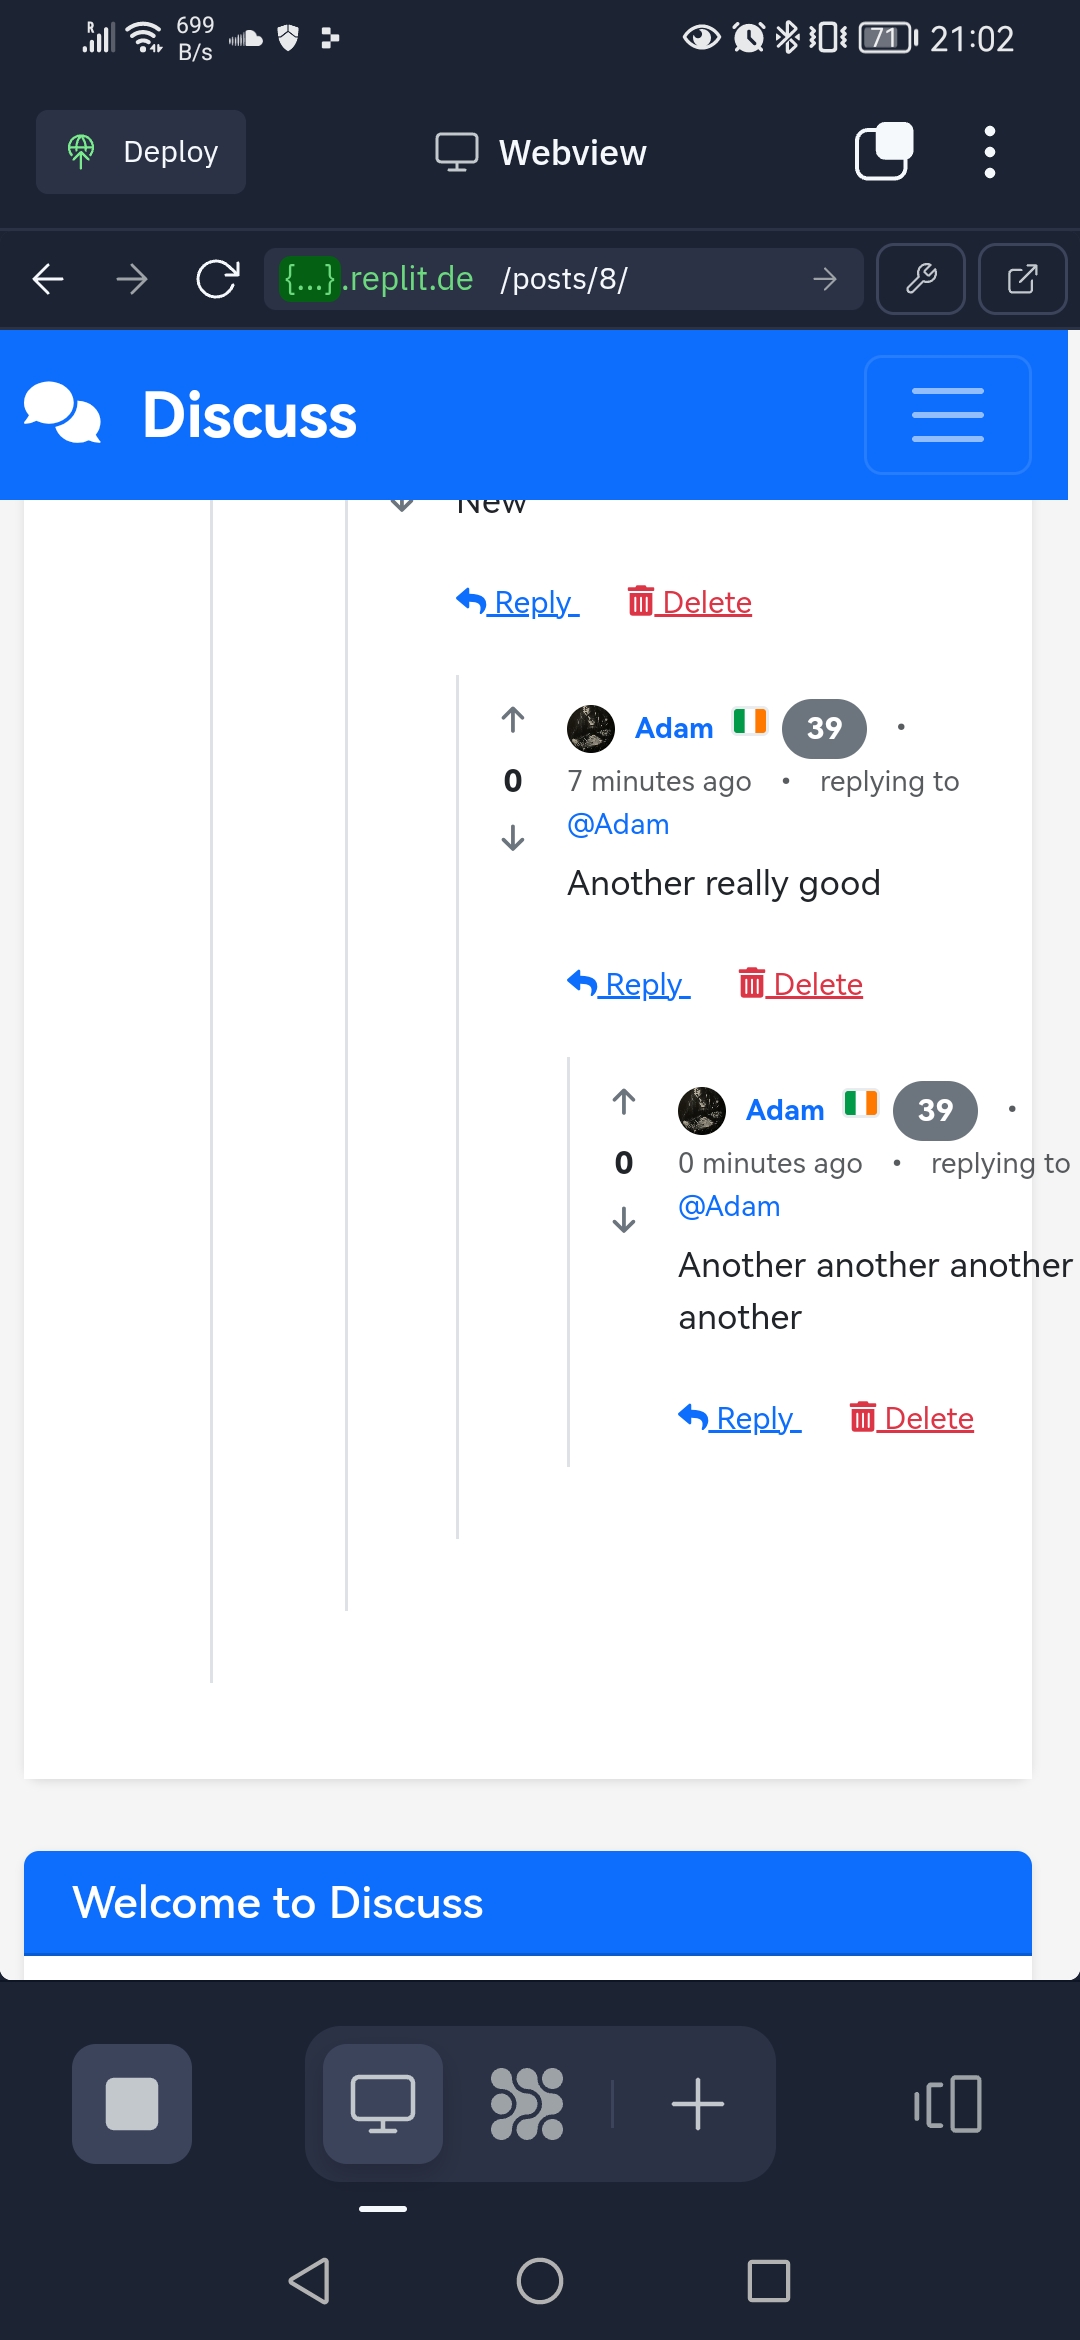 R 699 B/s 71 21:02
Deploy Webview
{...}.replit.de /posts/8/
Discuss
New
Reply Delete
Adam 39 •
0 7 minutes ago • replying to
@Adam
Another really good
Reply Delete
Adam 39 •
0 0 minutes ago • replying to
@Adam
Another another another
another
Reply Delete
Welcome to Discuss